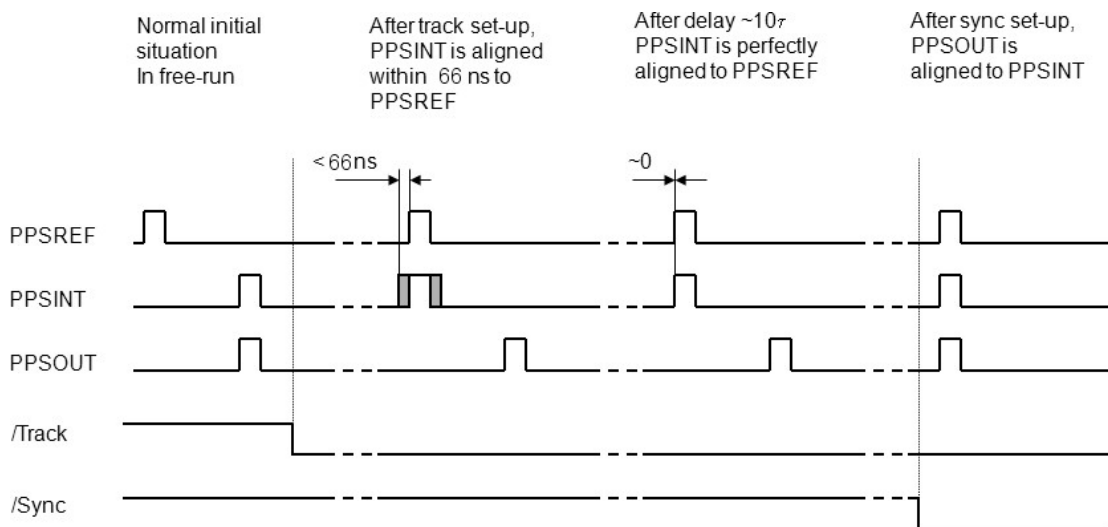 Normal initial
situation
In free-run
After track set-up,
PPSINT is aligned
within 66 ns to
PPSREF
After delay ~10τ
PPSINT is perfectly
aligned to PPSREF
After sync set-up,
PPSOUT is
aligned to PPSINT
<66ns
~0
PPSREF
PPSINT
PPSOUT
/Track
/Sync